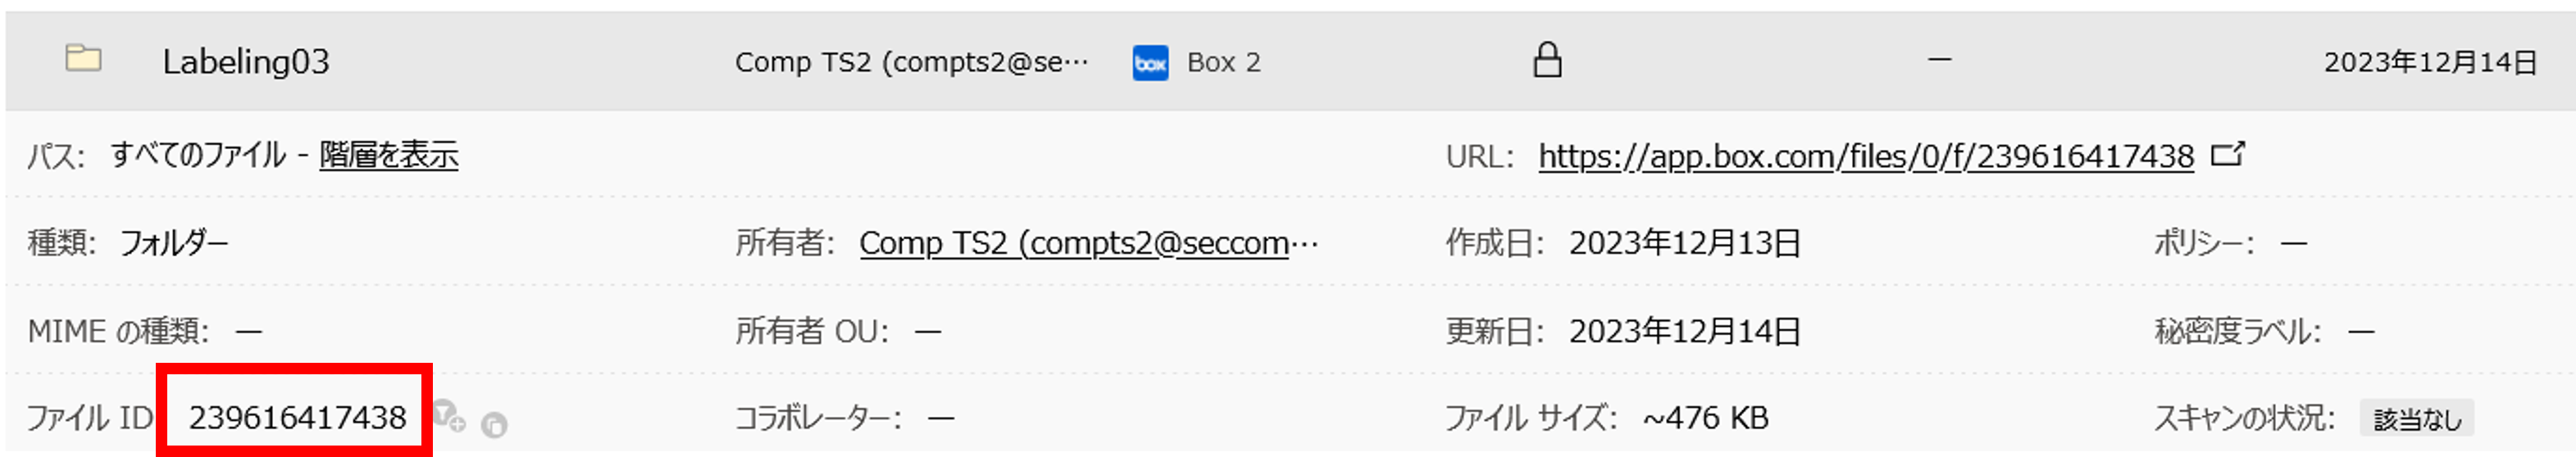 Labeling03 Comp TS2 (compts2@se… box Box 2 — 2023年12月14日
パス: すべてのファイル - 階層を表示 URL: https://app.box.com/files/0/f/239616417438
種類: フォルダー 所有者: Comp TS2 (compts2@seccom… 作成日: 2023年12月13日 ポリシー: —
MIME の種類: — 所有者 OU: — 更新日: 2023年12月14日 秘密度ラベル: —
ファイル ID 239616417438 コラボレーター: — ファイル サイズ: ~476 KB スキャンの状況: 該当なし